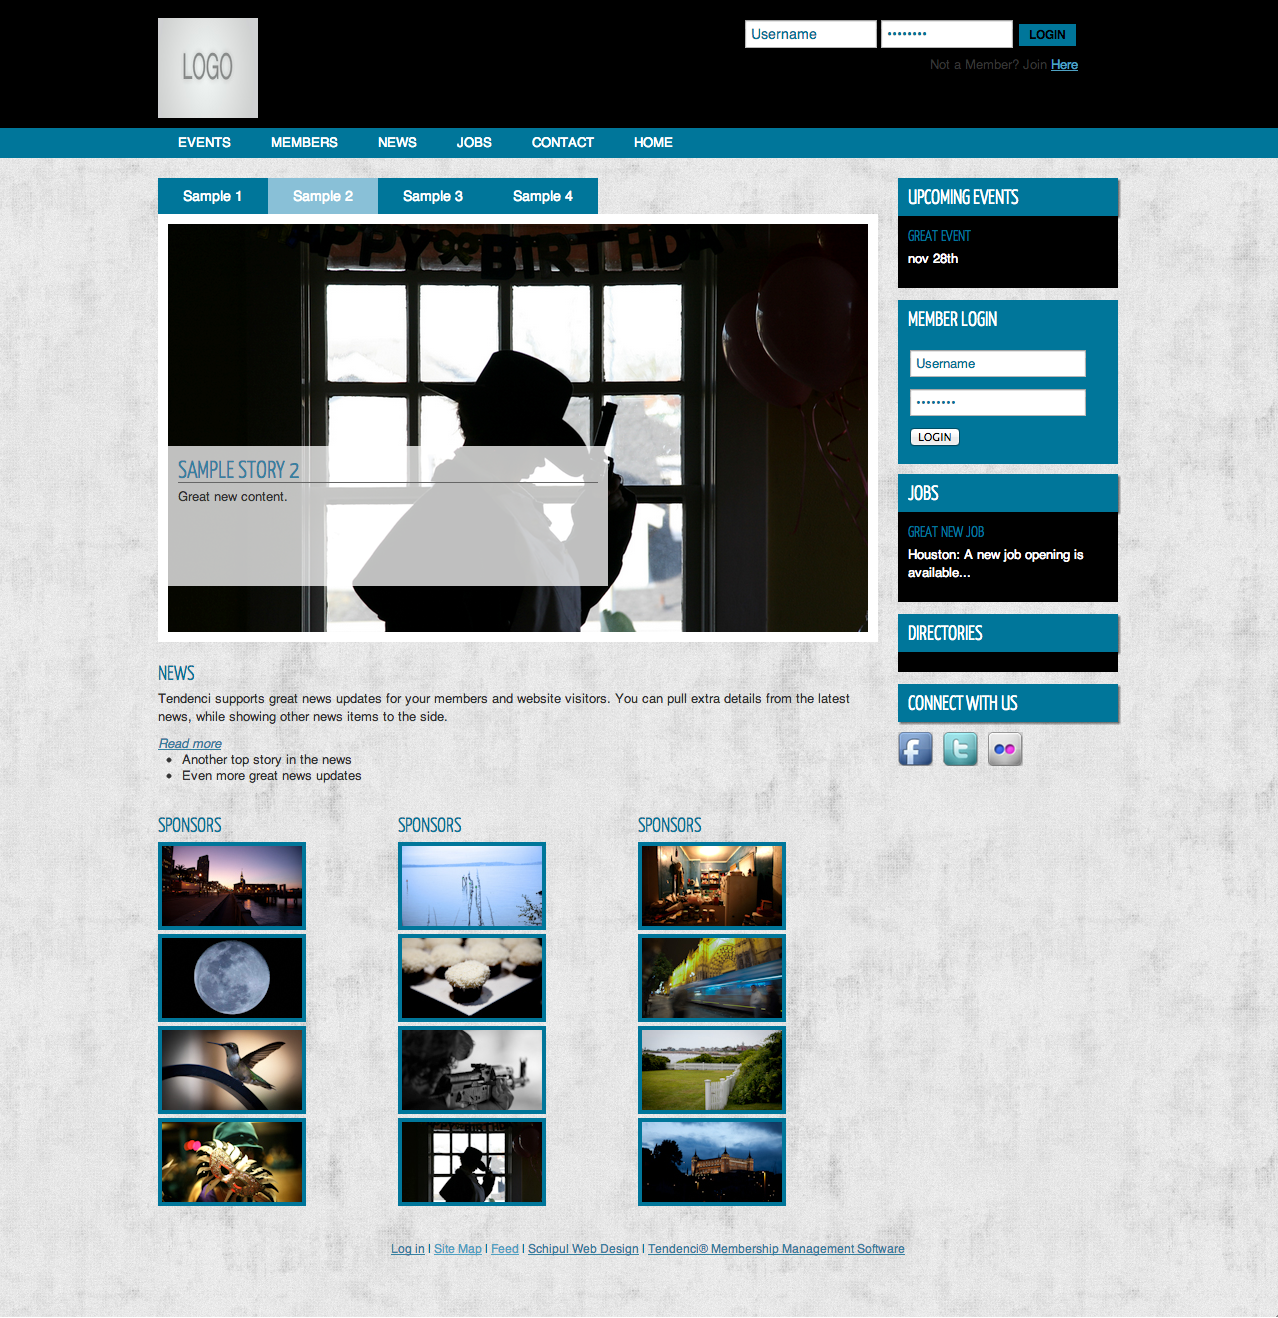 LOGO
Username
••••••••
LOGIN
Not a Member? Join Here
EVENTS MEMBERS NEWS JOBS CONTACT HOME
Sample 1 Sample 2 Sample 3 Sample 4
HAPPY BIRTHDAY
SAMPLE STORY 2
Great new content.
UPCOMING EVENTS
GREAT EVENT
nov 28th
MEMBER LOGIN
Username
••••••••
LOGIN
JOBS
GREAT NEW JOB
Houston: A new job opening is
available...
DIRECTORIES
CONNECT WITH US
NEWS
Tendenci supports great news updates for your members and website visitors. You can pull extra details from the latest
news, while showing other news items to the side.
Read more
• Another top story in the news
• Even more great news updates
SPONSORS
SPONSORS
SPONSORS
Log in | Site Map | Feed | Schipul Web Design | Tendenci® Membership Management Software